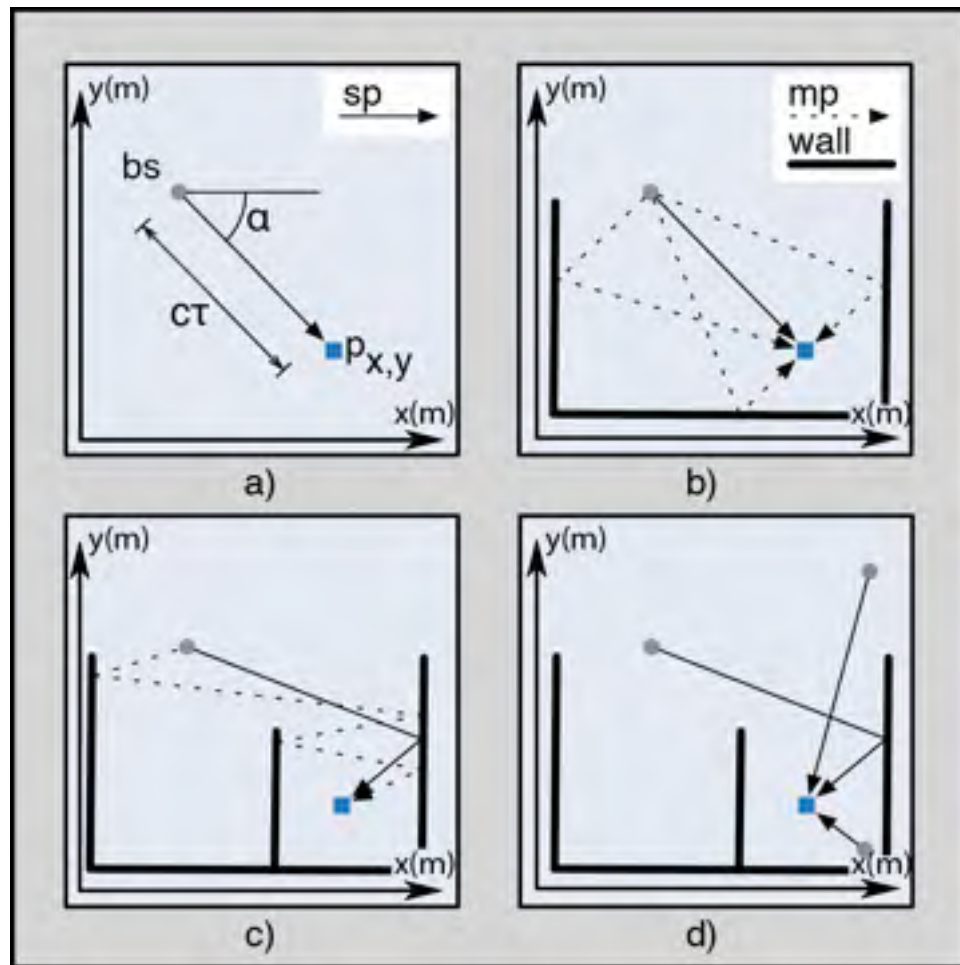 y(m)
sp
bs
α
cτ
p x,y
x(m)
a)
y(m)
mp
wall
x(m)
b)
y(m)
x(m)
c)
y(m)
x(m)
d)